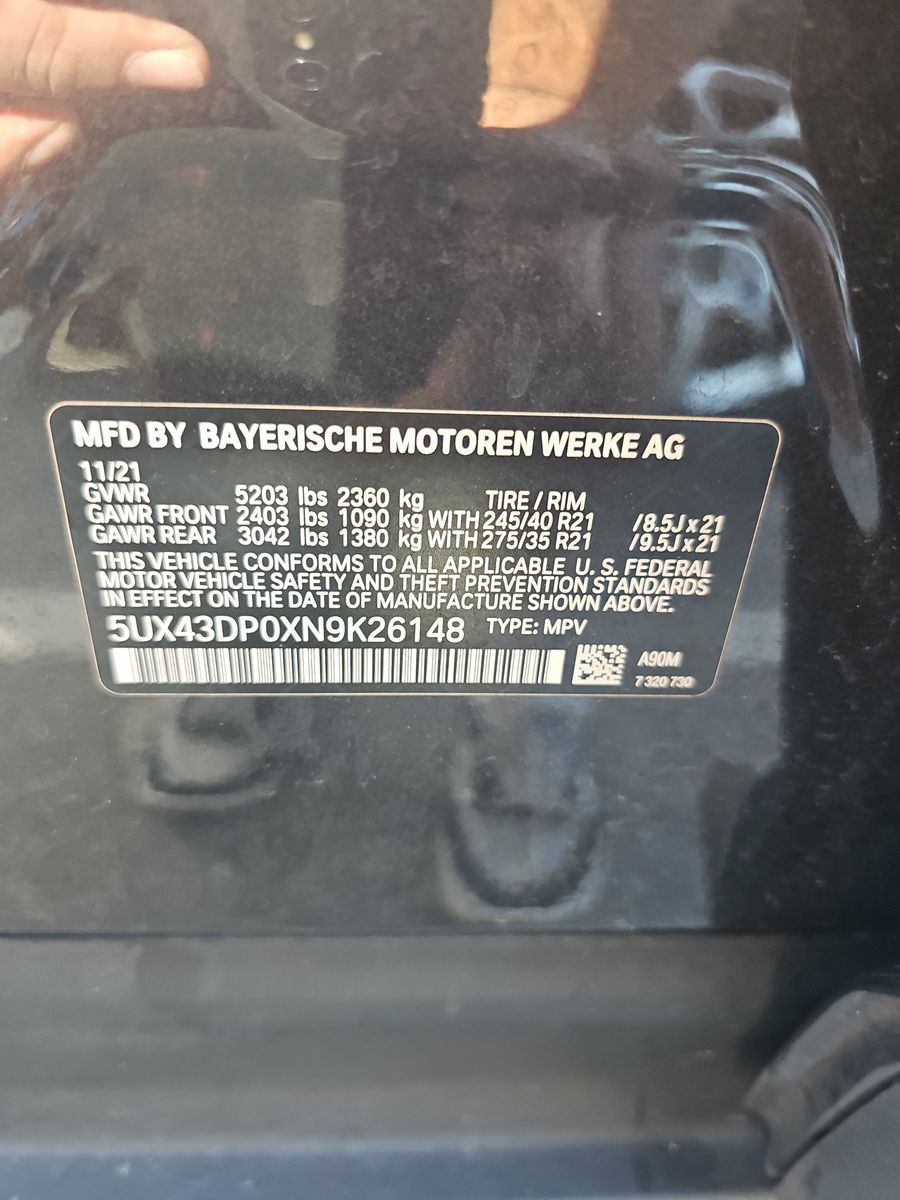 MFD BY BAYERISCHE MOTOREN WERKE AG
11/21
GVWR 5203 lbs 2360 kg TIRE / RIM
GAWR FRONT 2403 lbs 1090 kg WITH 245/40 R21 /8.5J x 21
GAWR REAR 3042 lbs 1380 kg WITH 275/35 R21 /9.5J x 21
THIS VEHICLE CONFORMS TO ALL APPLICABLE U. S. FEDERAL
MOTOR VEHICLE SAFETY AND THEFT PREVENTION STANDARDS
IN EFFECT ON THE DATE OF MANUFACTURE SHOWN ABOVE.
5UX43DP0XN9K26148 TYPE: MPV
A90M
7 320 730